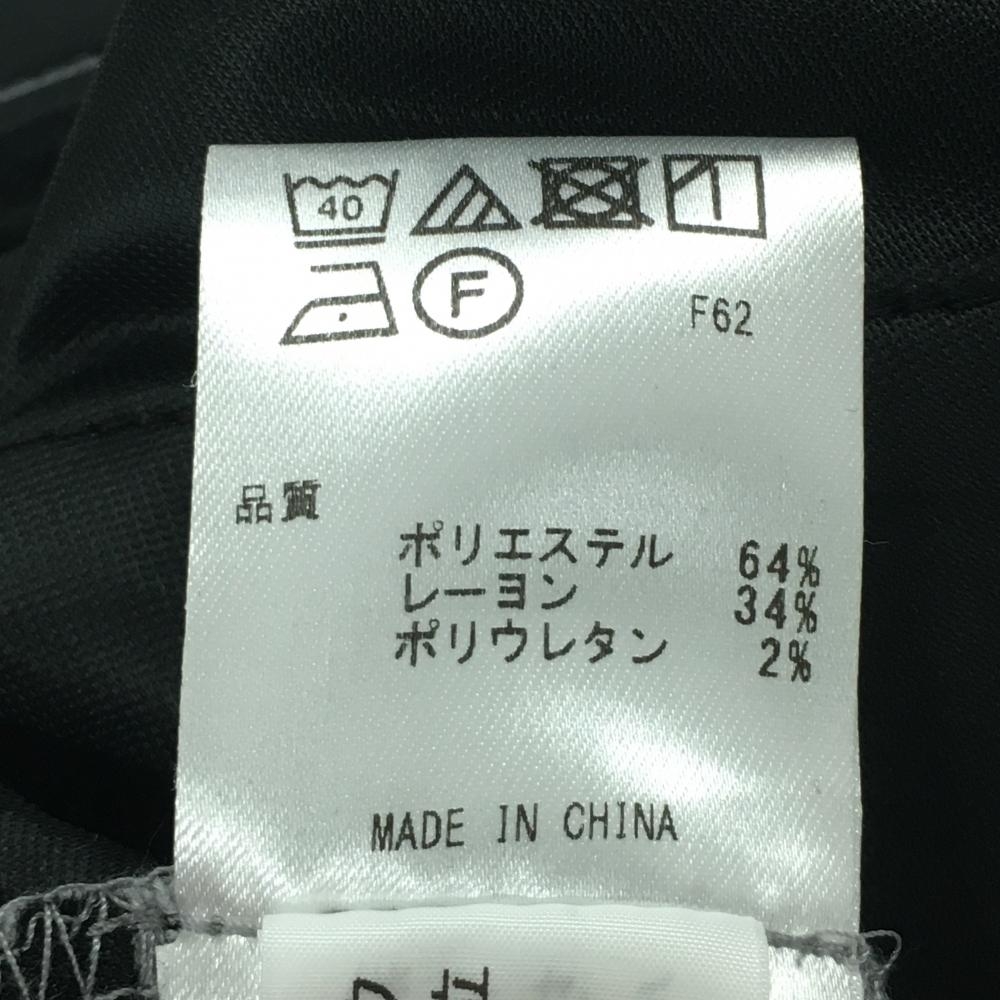 40
F F62
品質
ポリエステル 64%
レーヨン 34%
ポリウレタン 2%
MADE IN CHINA